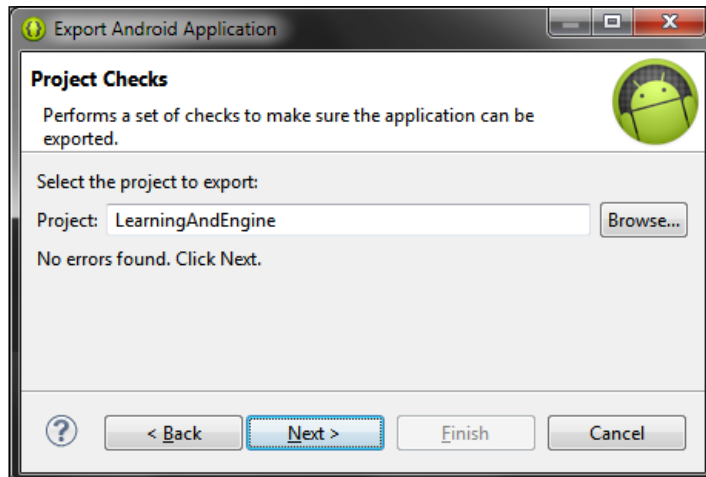 Export Android Application
Project Checks
Performs a set of checks to make sure the application can be
exported.
Select the project to export:
Project: LearningAndEngine Browse...
No errors found. Click Next.
? < Back Next > Finish Cancel